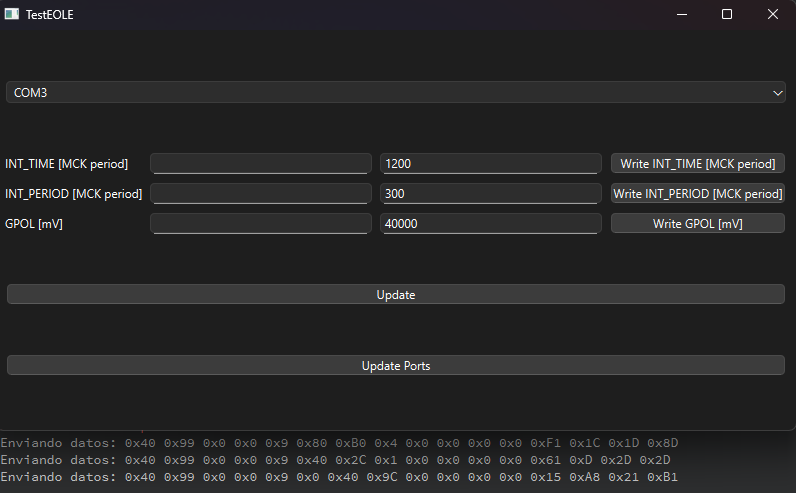 TestEOLE
COM3
INT_TIME [MCK period] 1200 Write INT_TIME [MCK period]
INT_PERIOD [MCK period] 300 Write INT_PERIOD [MCK period]
GPOL [mV] 40000 Write GPOL [mV]
Update
Update Ports
Enviando datos: 0x40 0x99 0x0 0x0 0x9 0x80 0xB0 0x4 0x0 0x0 0x0 0x0 0xF1 0x1C 0x1D 0x8D
Enviando datos: 0x40 0x99 0x0 0x0 0x9 0x40 0x2C 0x1 0x0 0x0 0x0 0x0 0x61 0xD 0x2D 0x2D
Enviando datos: 0x40 0x99 0x0 0x0 0x9 0x0 0x40 0x9C 0x0 0x0 0x0 0x0 0x15 0xA8 0x21 0xB1